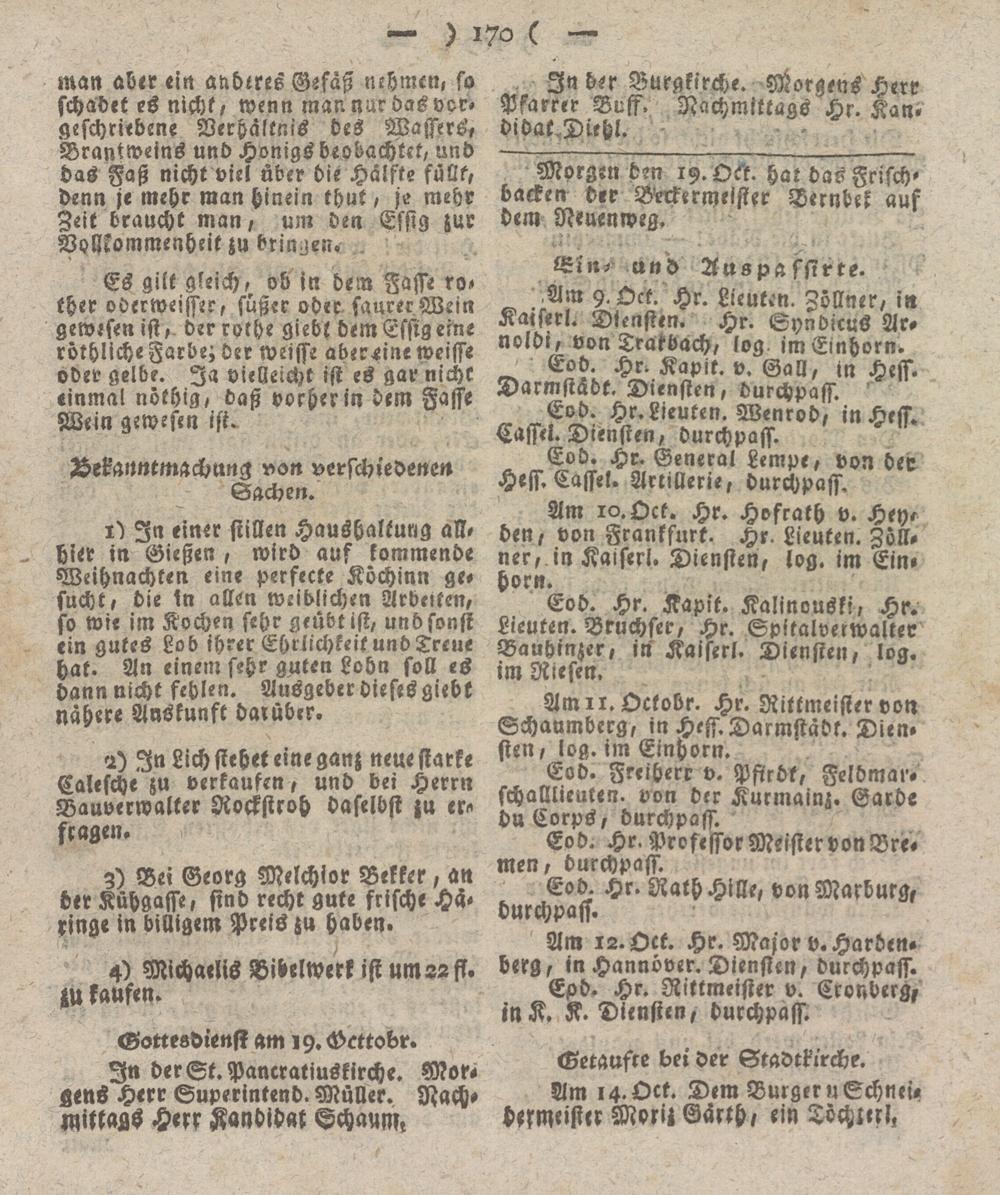 — ) 170 ( —
man aber ein anderes Gefäß nehmen, so
schadet es nicht, wenn man nur das vor-
geschriebene Verhältnis des Wassers,
Brantweins und Honigs beobachtet, und
das Faß nicht viel über die Hälfte füllt,
denn je mehr man hinein thut, je mehr
Zeit braucht man, um den Essig zur
Vollkommenheit zu bringen.
Es gilt gleich, ob in dem Fasse ro-
ther oder weisser, süßer oder saurer Wein
gewesen ist, der rothe giebt dem Essig eine
röthliche Farbe; der weisse aber eine weisse
oder gelbe. Ja vielleicht ist es gar nicht
einmal nöthig, daß vorher in dem Fasse
Wein gewesen ist.
Bekanntmachung von verschiedenen
Sachen.
1) In einer stillen Haushaltung all-
hier in Gießen, wird auf kommende
Weihnachten eine perfecte Köchinn ge-
sucht, die in allen weiblichen Arbeiten,
so wie im Kochen sehr geübt ist, und sonst
ein gutes Lob ihrer Ehrlichkeit und Treue
hat. An einem sehr guten Lohn soll es
dann nicht fehlen. Ausgeber dieses giebt
nähere Auskunft darüber.
2) In Lich stehet eine ganz neue starke
Calesche zu verkaufen, und bei Herrn
Bauverwalter Rockstroh daselbst zu er-
fragen.
3) Bei Georg Melchior Bekker, an
der Kühgasse, sind recht gute frische Hä-
ringe in billigem Preis zu haben.
4) Michaelis Bibelwerk ist um 22 fl.
zu kaufen.
Gottesdienst am 19. Octtobr.
In der St. Pancratiuskirche. Mor-
gens Herr Superintend. Müller. Nach-
mittags Herr Kandidat Schaum.
In der Burgkirche. Morgens Herr
Pfarrer Buff. Nachmittags Hr. Kan-
didat Diehl.
Morgen den 19. Oct. hat das Frisch-
backen der Beckermeister Bernbek auf
dem Neuenweg.
Ein- und Auspassirte.
Am 9. Oct. Hr. Lieuten. Zöllner, in
Kaiserl. Diensten. Hr. Syndicus Ar-
noldi, von Trarbach, log. im Einhorn.
Eod. Hr. Kapit. v. Gall, in Hess.
Darmstädt. Diensten, durchpass.
Eod. Hr. Lieuten. Wenrod, in Hess.
Cassel. Diensten, durchpass.
Eod. Hr. General Lempe, von der
Hess. Cassel. Artillerie, durchpass.
Am 10. Oct. Hr. Hofrath v. Hey-
den, von Frankfurt. Hr. Lieuten. Zöll-
ner, in Kaiserl. Diensten, log. im Ein-
horn.
Eod. Hr. Kapit. Kalinouski, Hr.
Lieuten. Bruchser, Hr. Spitalverwalter
Bauhinzer, in Kaiserl. Diensten, log.
im Riesen.
Am 11. Octobr. Hr. Rittmeister von
Schaumberg, in Hess. Darmstädt. Dien-
sten, log. im Einhorn.
Eod. Freiherr v. Pfirdt, Feldmar-
schalllieuten. von der Kurmainz. Garde
du Corps, durchpass.
Eod. Hr. Professor Meister von Bre-
men, durchpass.
Eod. Hr. Rath Hille, von Marburg,
durchpass.
Am 12. Oct. Hr. Major v. Harden-
berg, in Hannöver. Diensten, durchpass.
Eod. Hr. Rittmeister v. Cronberg,
in K. K. Diensten, durchpass.
Getaufte bei der Stadtkirche.
Am 14. Oct. Dem Burger u Schnei-
dermeister Moriz Gärth, ein Töchterl.